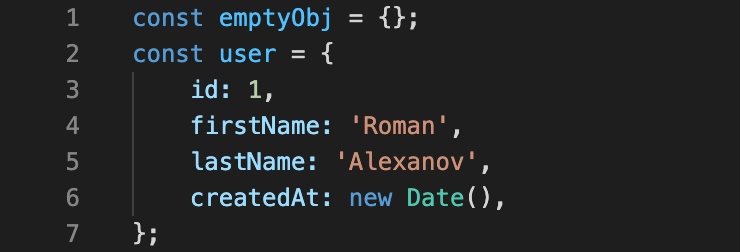 1 const emptyObj = {};
2 const user = {
3 id: 1,
4 firstName: 'Roman',
5 lastName: 'Alexanov',
6 createdAt: new Date(),
7 };